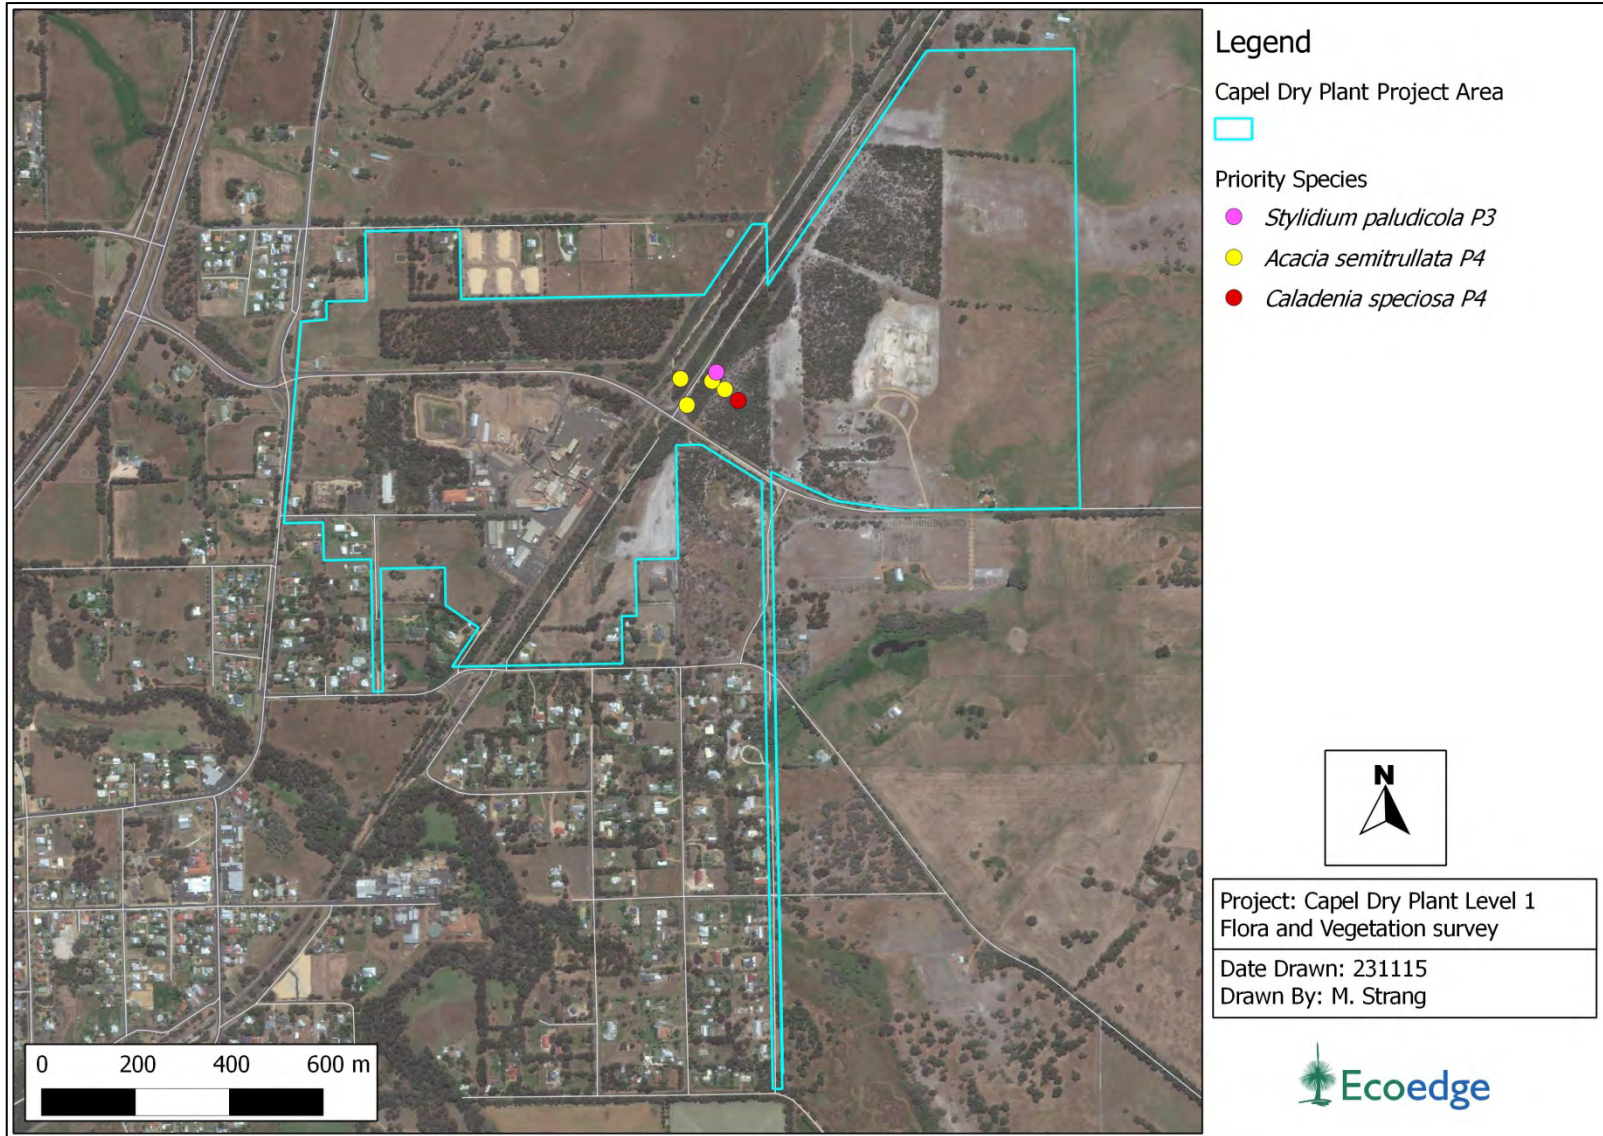 Legend
Capel Dry Plant Project Area
Priority Species
Stylidium paludicola P3
Acacia semitrullata P4
Caladenia speciosa P4
N
Project: Capel Dry Plant Level 1
Flora and Vegetation survey
Date Drawn: 231115
Drawn By: M. Strang
Ecoedge
0 200 400 600 m